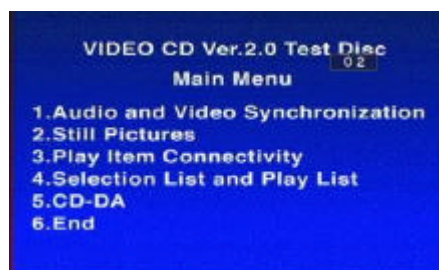 VIDEO CD Ver.2.0 Test Disc
02
Main Menu
1.Audio and Video Synchronization
2.Still Pictures
3.Play Item Connectivity
4.Selection List and Play List
5.CD-DA
6.End